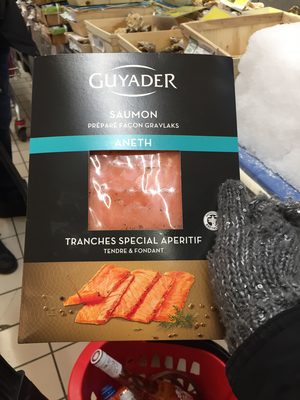 GUYADER
SAUMON
PRÉPARÉ FAÇON GRAVLAKS
ANETH
TRANCHES SPECIAL APERITIF
TENDRE & FONDANT